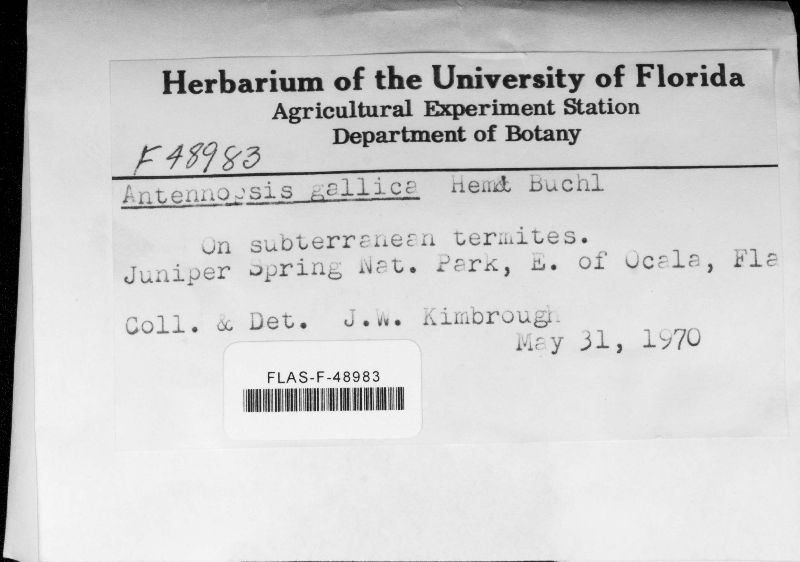 Herbarium of the University of Florida
Agricultural Experiment Station
Department of Botany
F48983
Antennopsis gallica Hem& Buchl
On subterranean termites.
Juniper Spring Nat. Park, E. of Ocala, Fla
Coll. & Det. J.W. Kimbrough
May 31, 1970
FLAS-F-48983